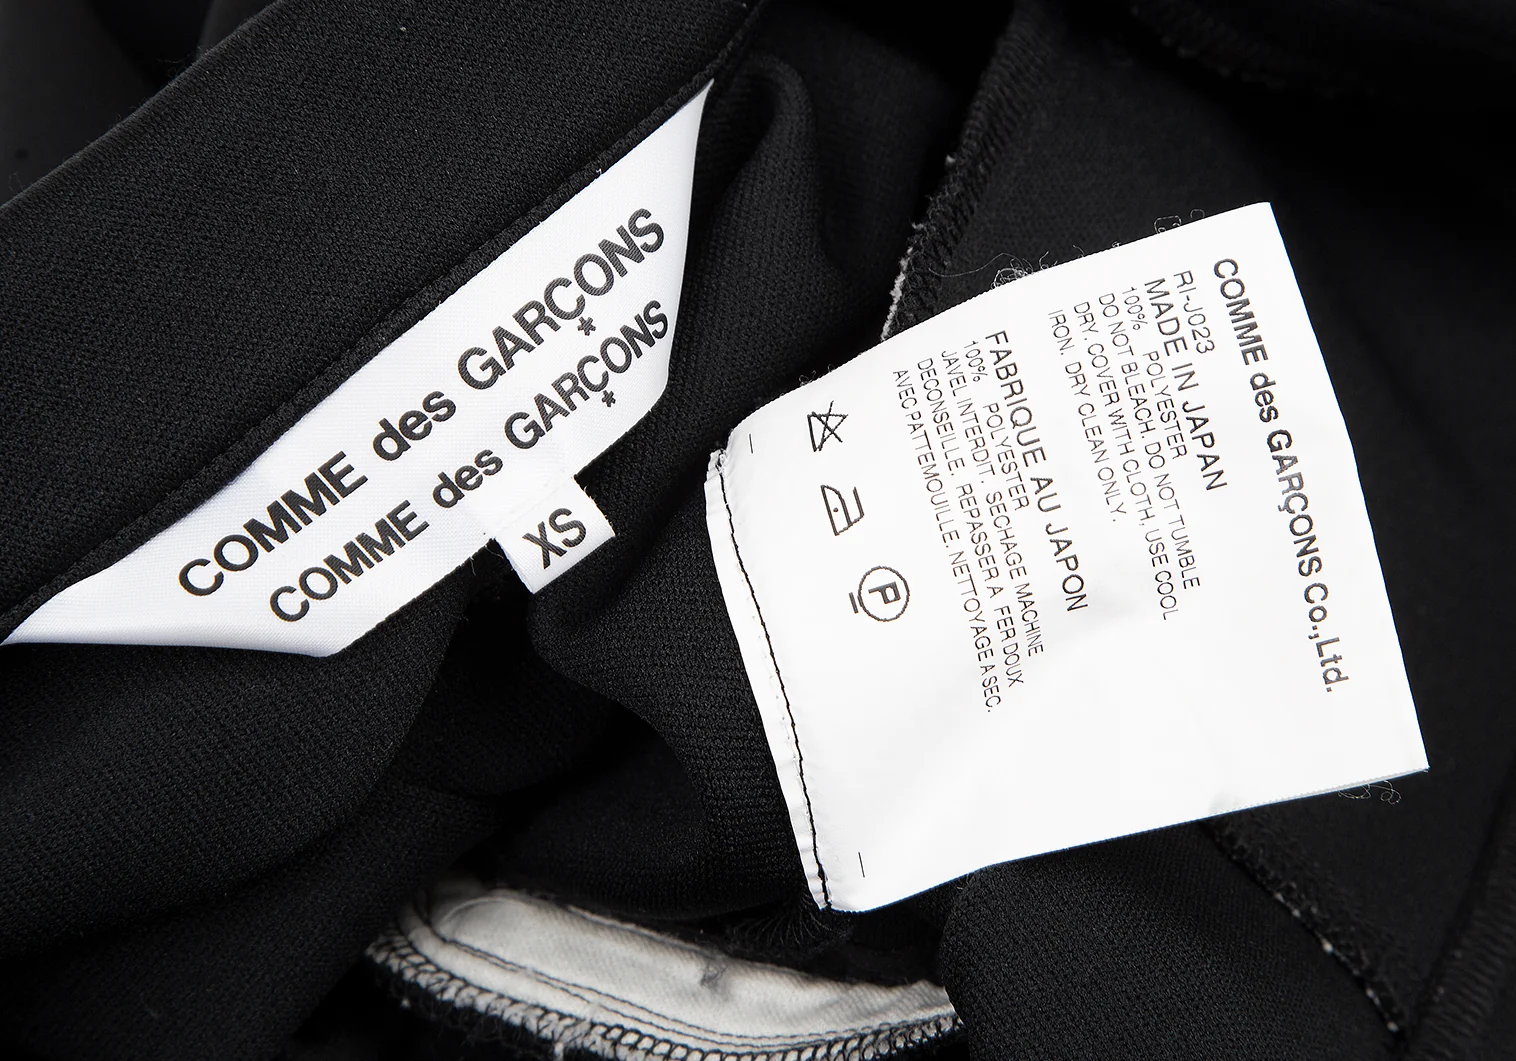 COMME des GARÇONS
*
COMME des GARÇONS
*
XS
COMME des GARÇONS Co.,Ltd.
RI-J023
MADE IN JAPAN
100% POLYESTER
DO NOT BLEACH. DO NOT TUMBLE
DRY. COVER WITH CLOTH. USE COOL
IRON. DRY CLEAN ONLY.
FABRIQUE AU JAPON
100% POLYESTER
JAVEL INTERDIT. SECHAGE MACHINE
DECONSEILLE. REPASSER A FER DOUX
AVEC PATTEMOUILLE. NETTOYAGE A SEC.
P